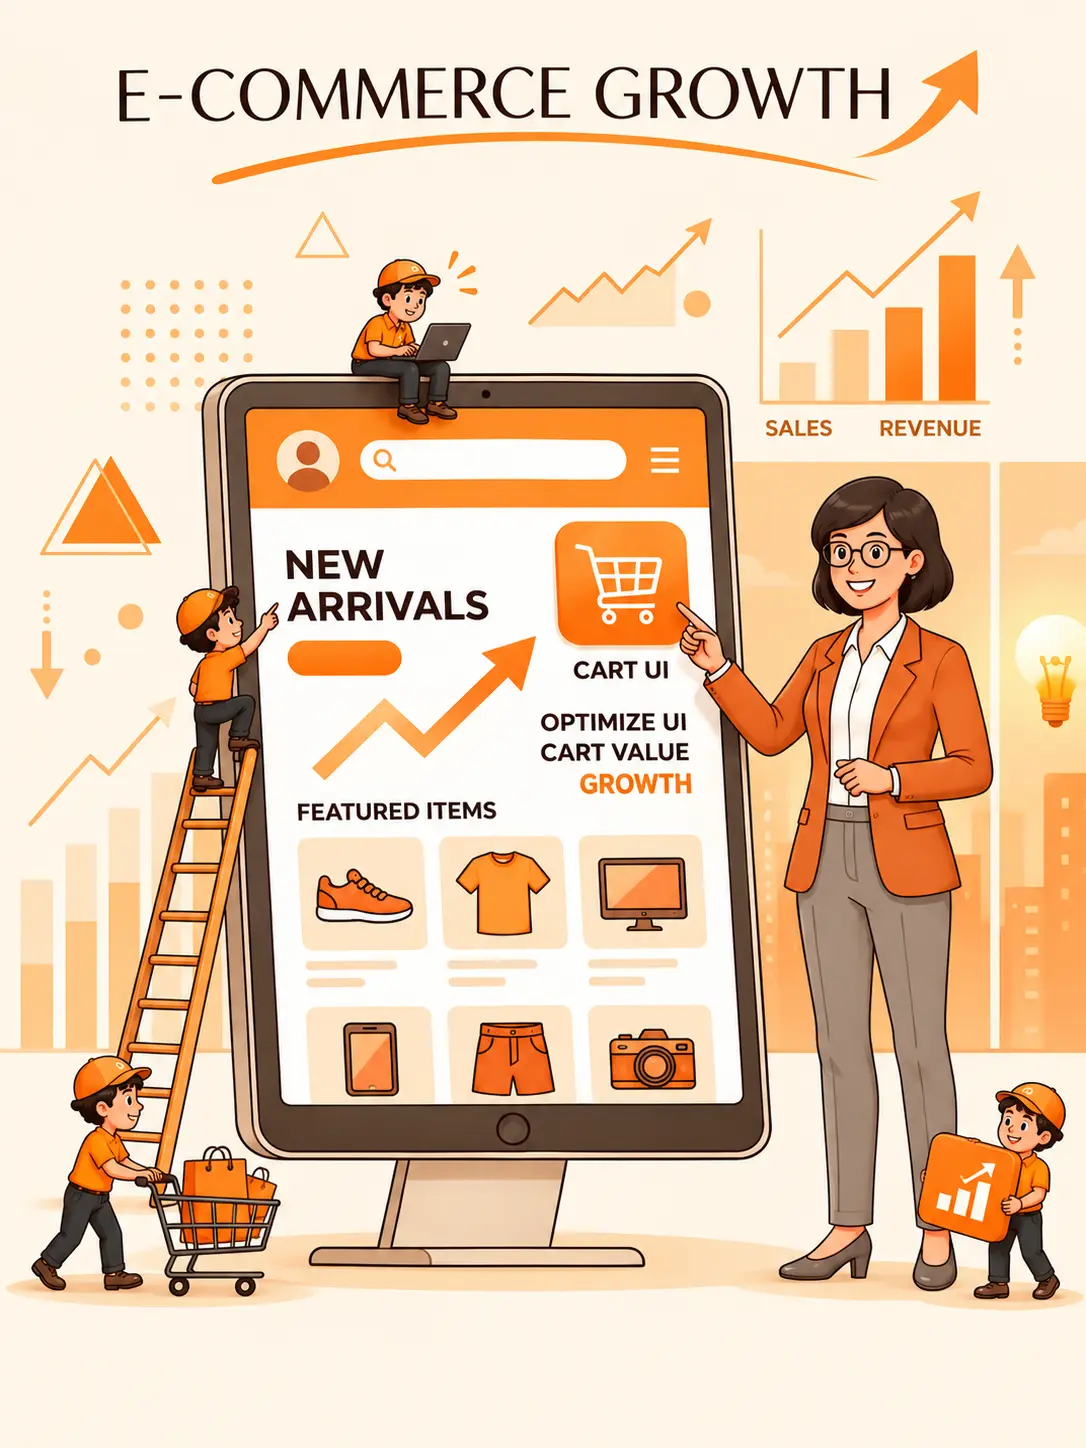 E-COMMERCE GROWTH
SALES
REVENUE
NEW
ARRIVALS
CART UI
OPTIMIZE UI
CART VALUE
GROWTH
FEATURED ITEMS